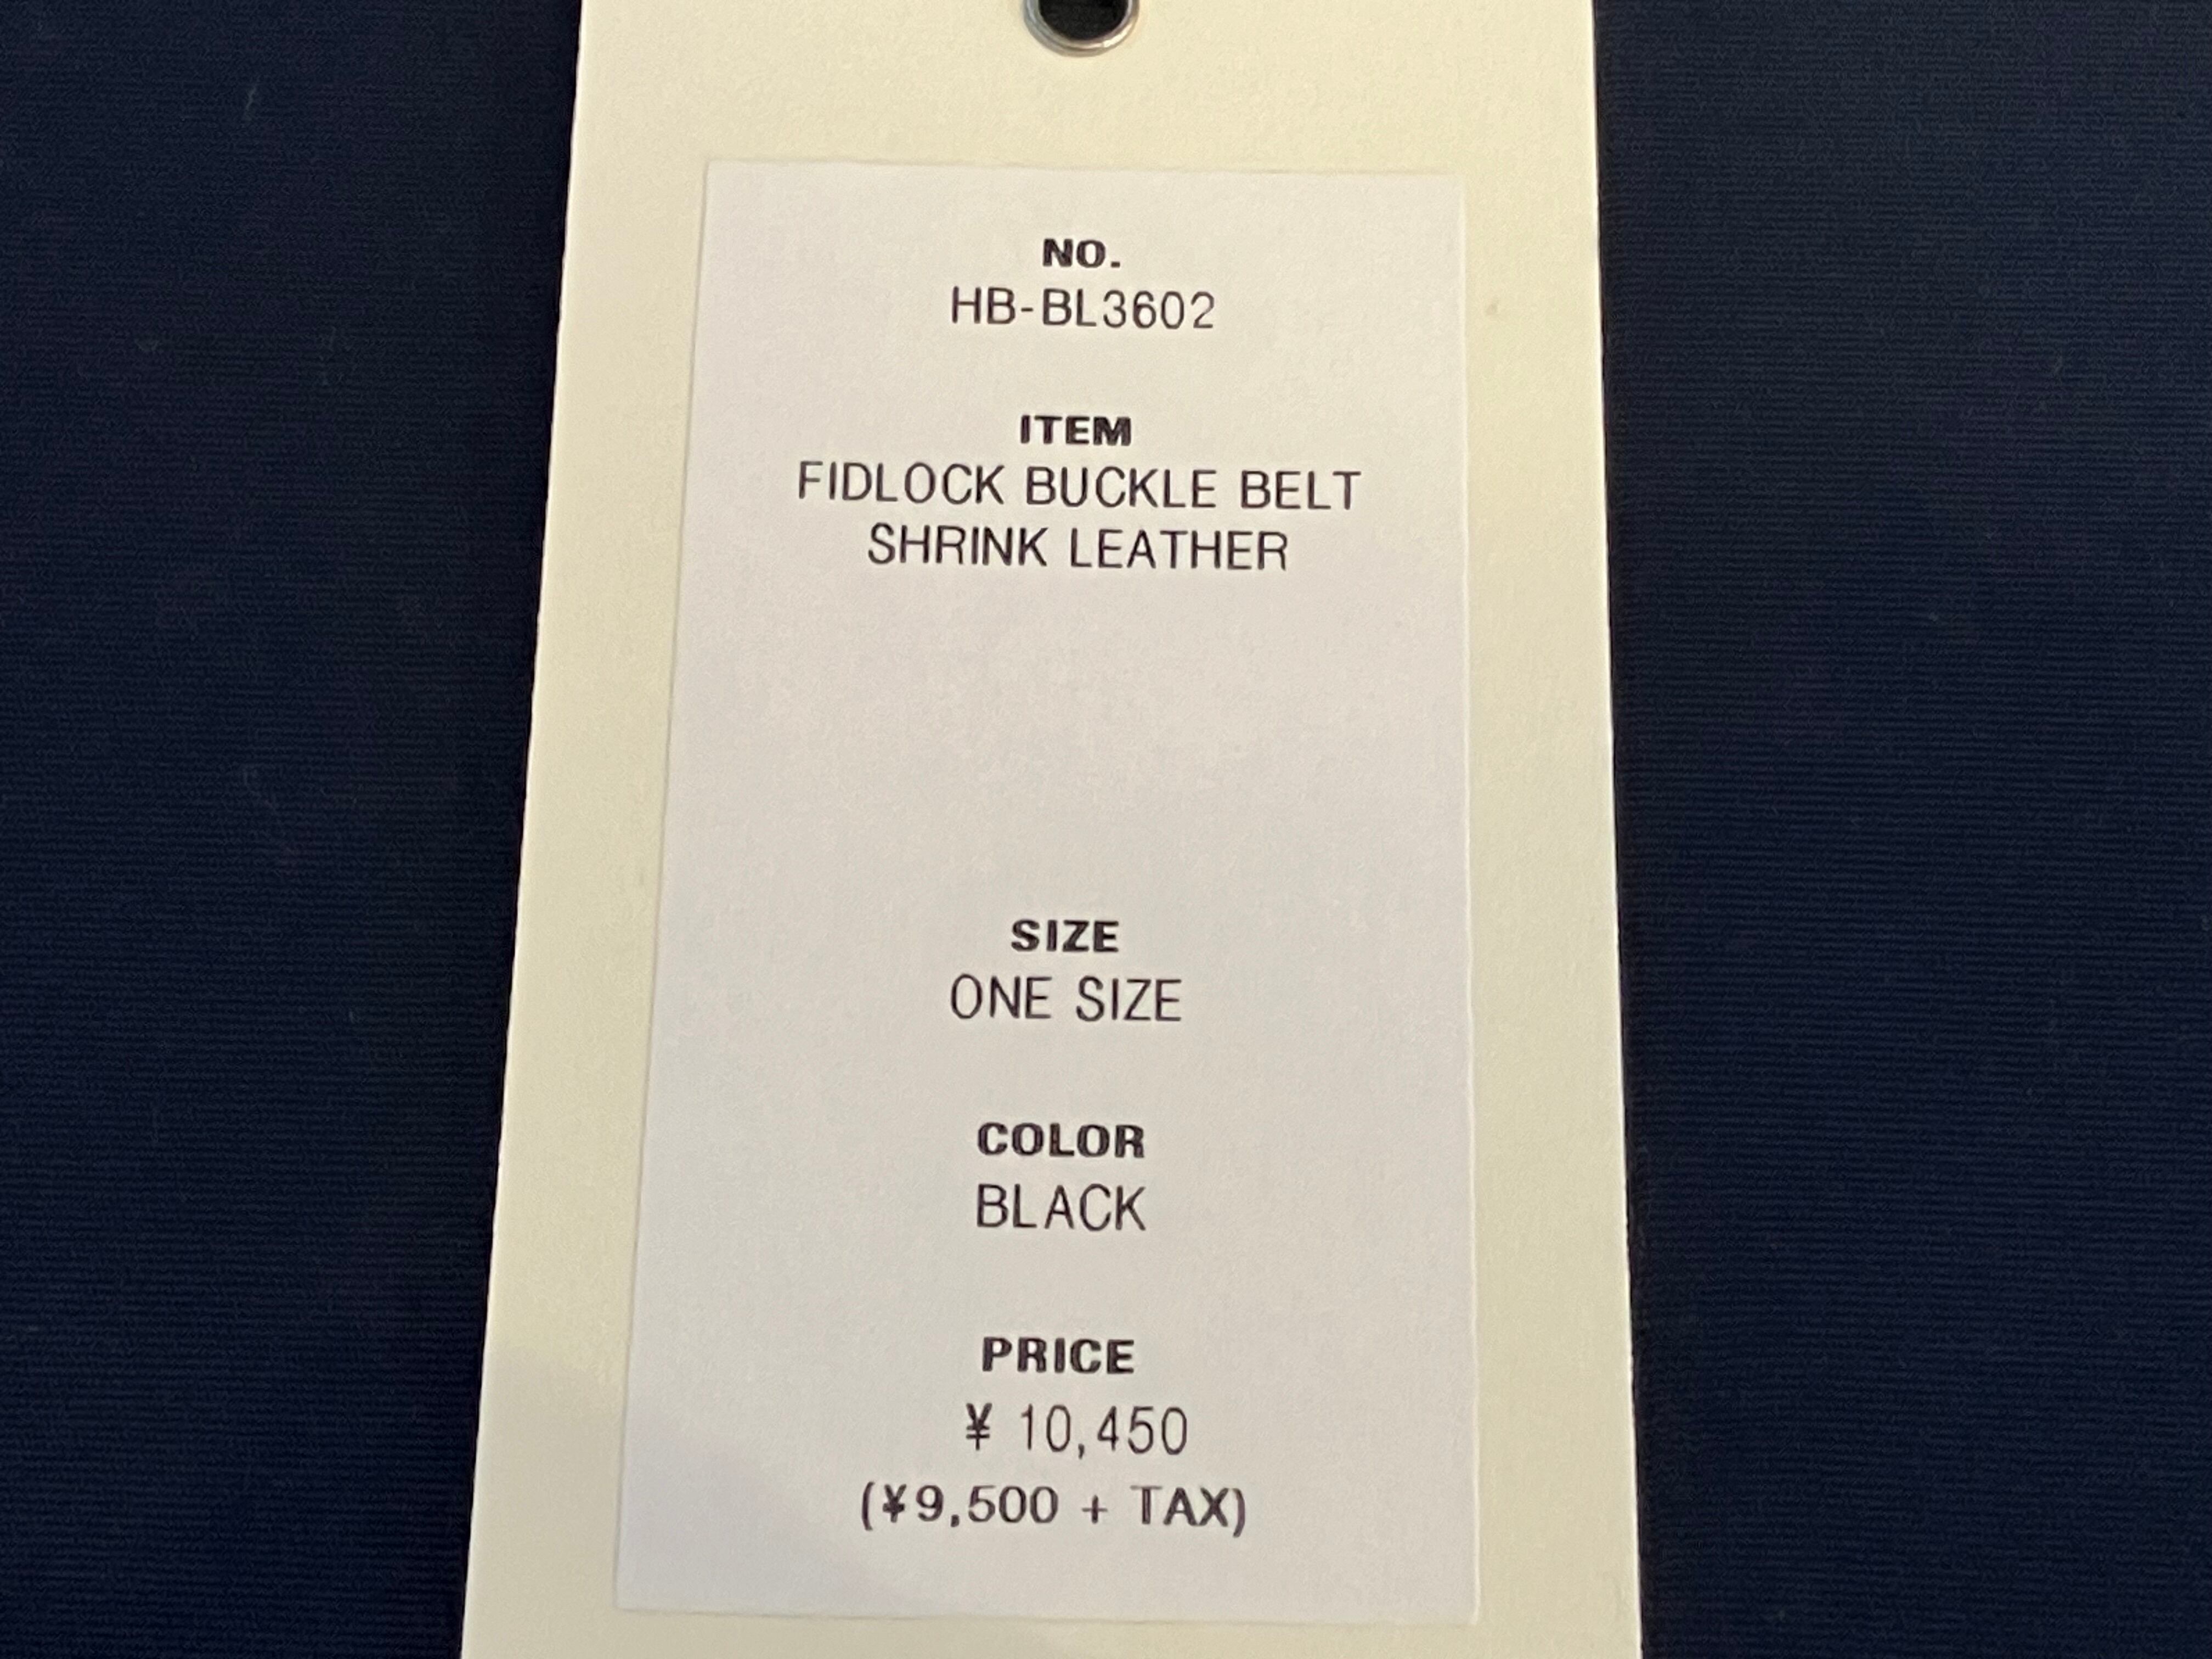 NO.
HB-BL3602
ITEM
FIDLOCK BUCKLE BELT
SHRINK LEATHER
SIZE
ONE SIZE
COLOR
BLACK
PRICE
¥ 10,450
(¥9,500 + TAX)